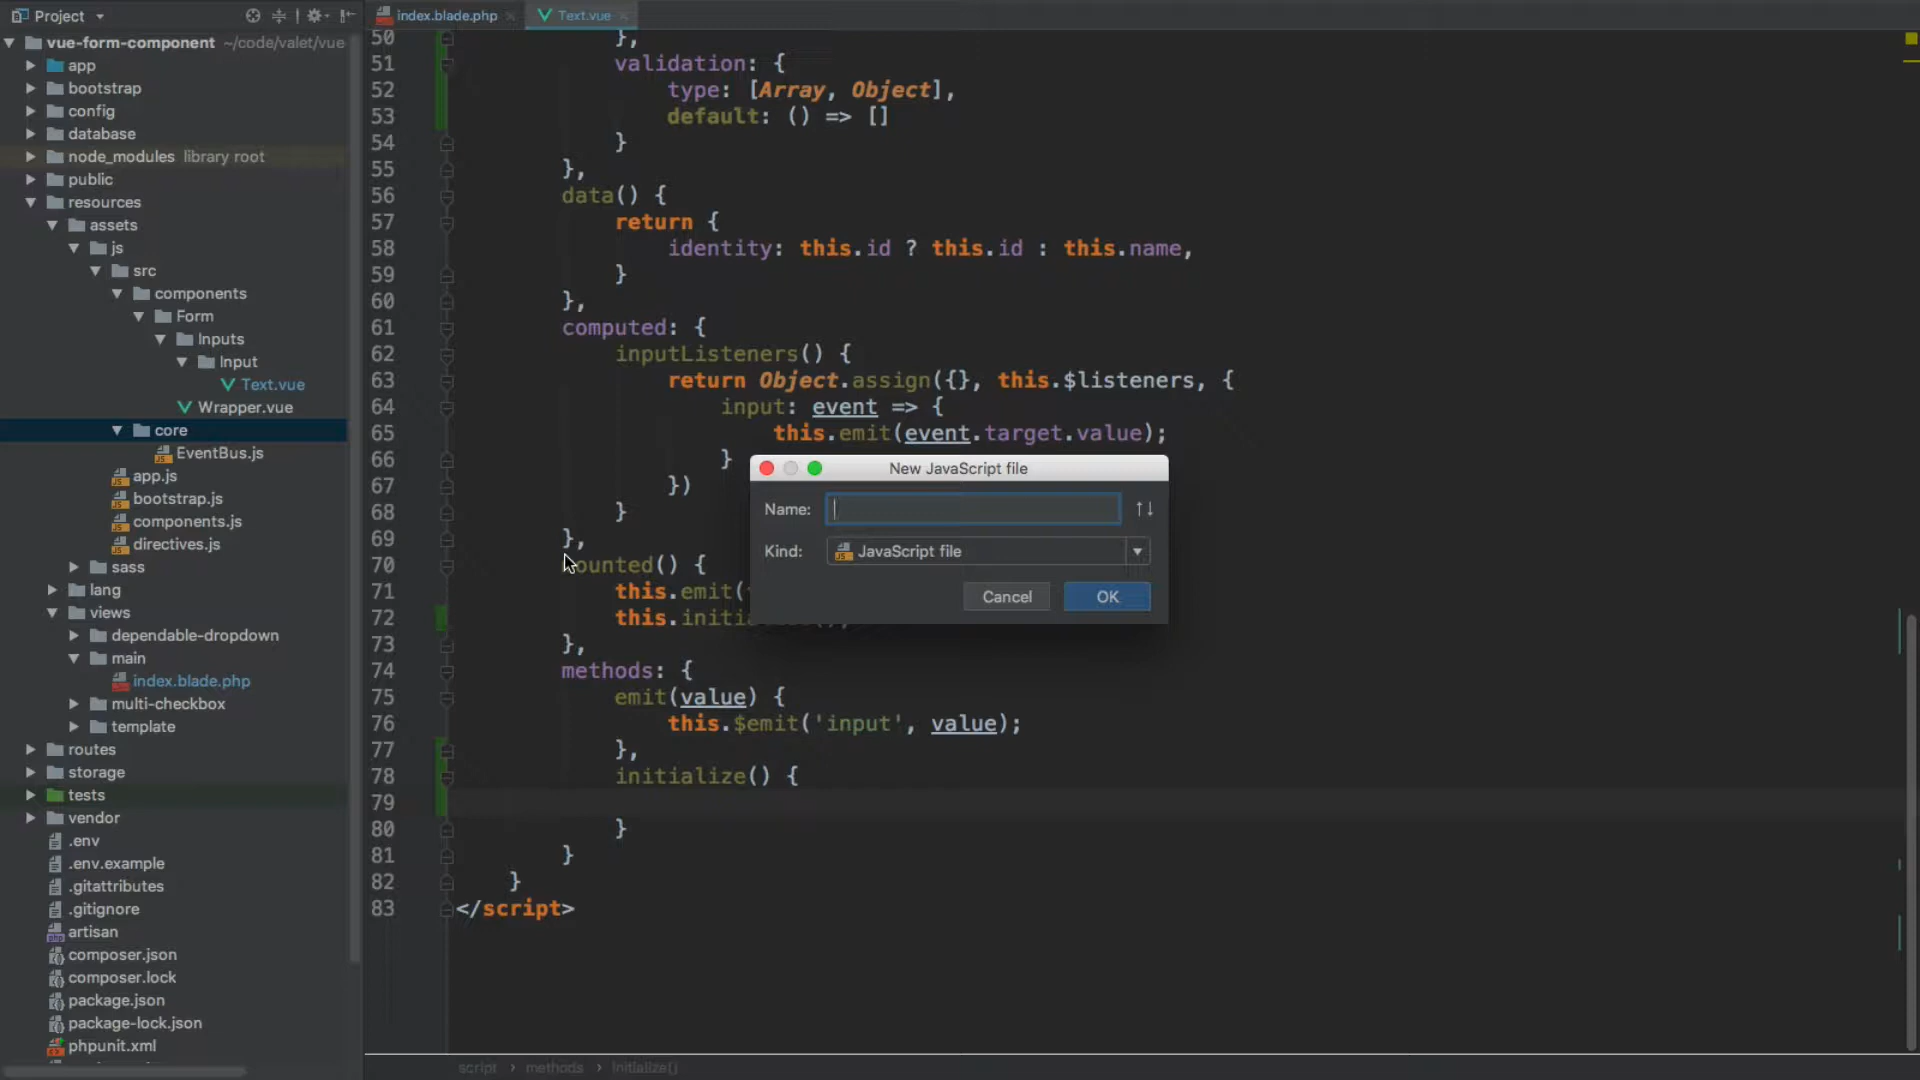 Project
index.blade.php
Text.vue
vue-form-component ~/code/valet/vue
app
bootstrap
config
database
node_modules library root
public
resources
assets
js
src
components
Form
Inputs
Input
Text.vue
Wrapper.vue
core
EventBus.js
app.js
bootstrap.js
components.js
directives.js
sass
lang
views
dependable-dropdown
main
index.blade.php
multi-checkbox
template
routes
storage
tests
vendor
.env
.env.example
.gitattributes
.gitignore
artisan
composer.json
composer.lock
package.json
package-lock.json
phpunit.xml
50 },
51 validation: {
52 type: [Array, Object],
53 default: () => []
54 }
55 },
56 data() {
57 return {
58 identity: this.id ? this.id : this.name,
59 }
60 },
61 computed: {
62 inputListeners() {
63 return Object.assign({}, this.$listeners, {
64 input: event => {
65 this.emit(event.target.value);
66 }
67 })
68 }
69 },
70 ounted() {
71 this.emit(
72 this.initi
73 },
74 methods: {
75 emit(value) {
76 this.$emit('input', value);
77 },
78 initialize() {
79
80 }
81 }
82 }
83 </script>
New JavaScript file
Name:
Kind: JavaScript file
Cancel OK
script › methods › initialize()